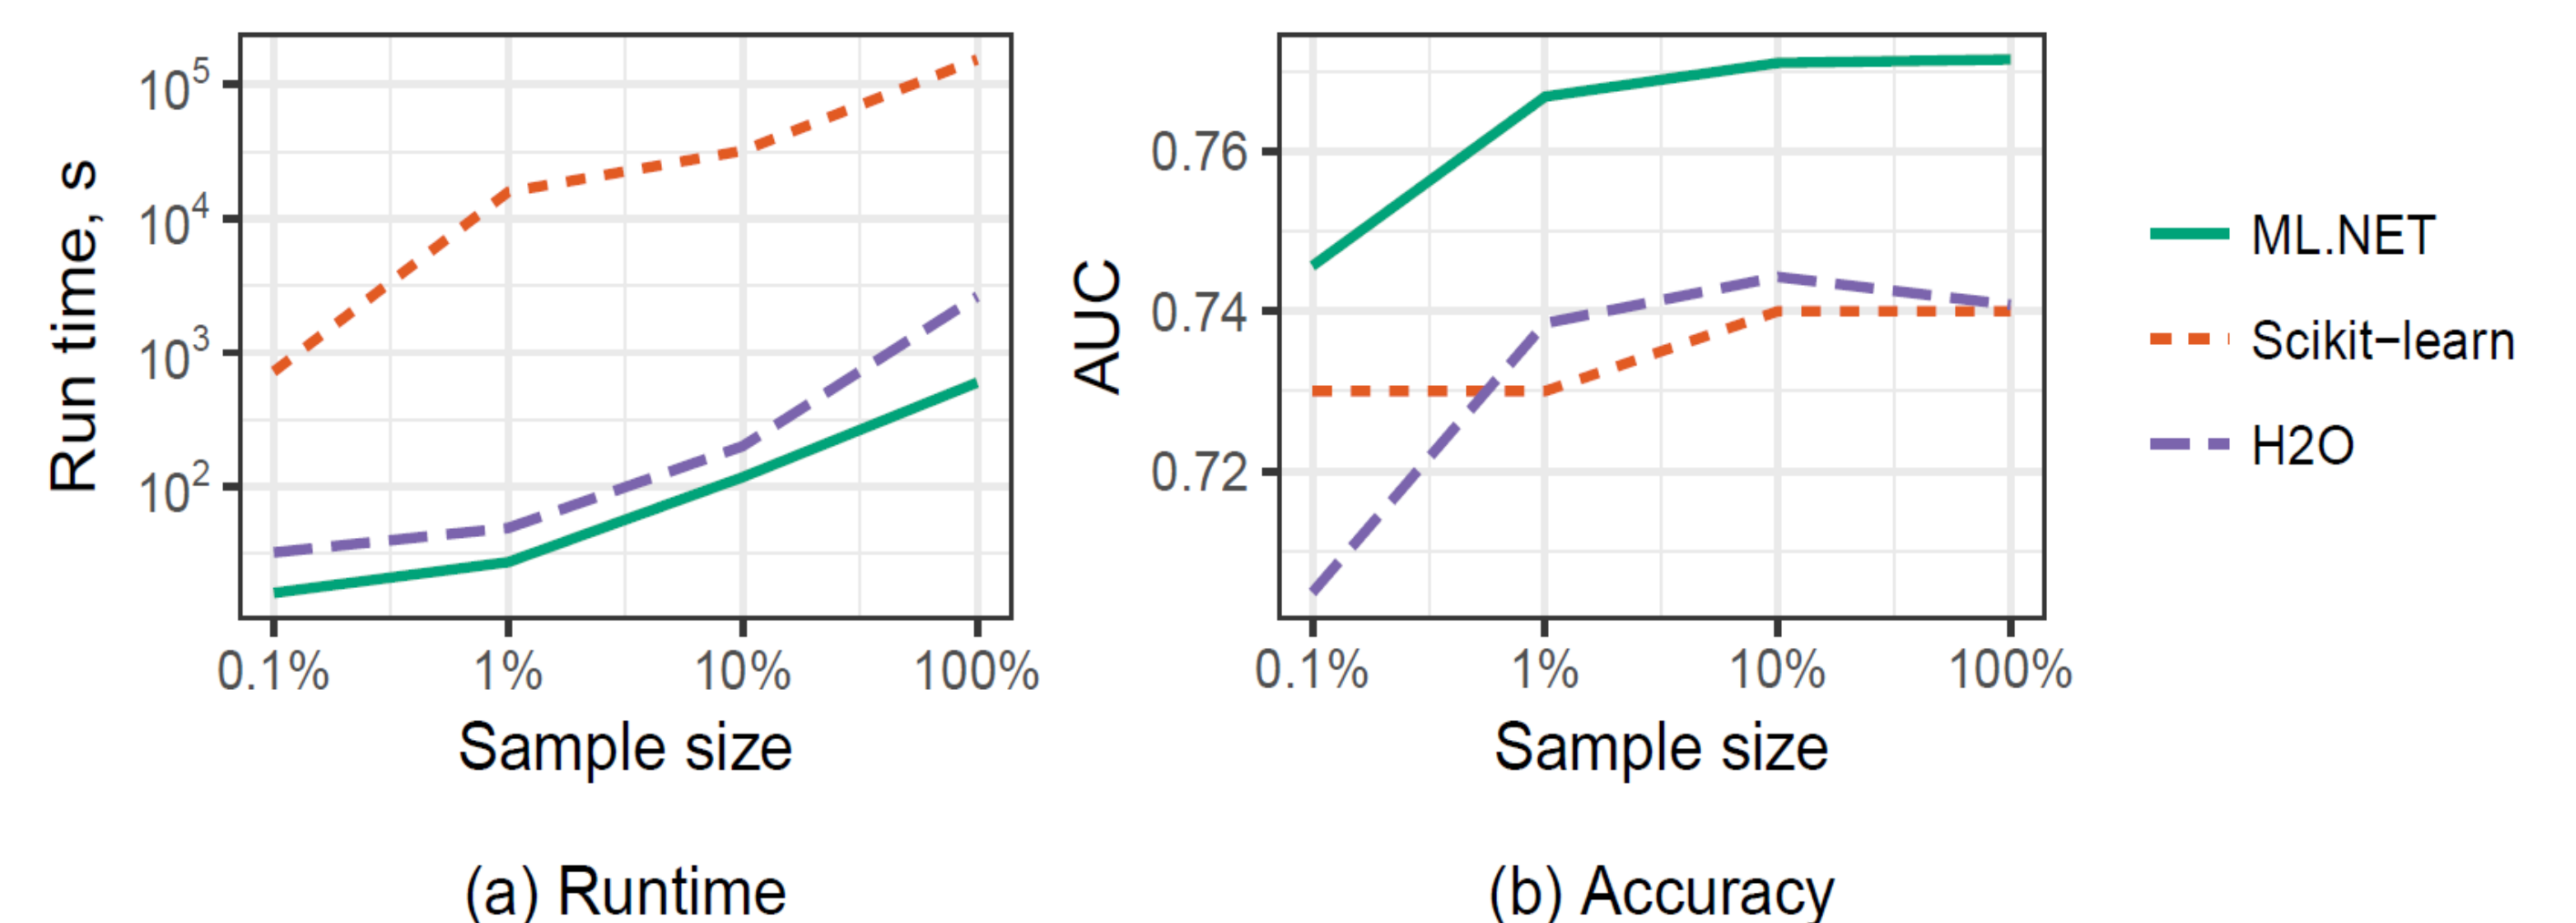 Run time, s
10^5
10^4
10^3
10^2
0.1% 1% 10% 100%
Sample size
(a) Runtime
AUC
0.76
0.74
0.72
0.1% 1% 10% 100%
Sample size
(b) Accuracy
ML.NET
Scikit-learn
H2O